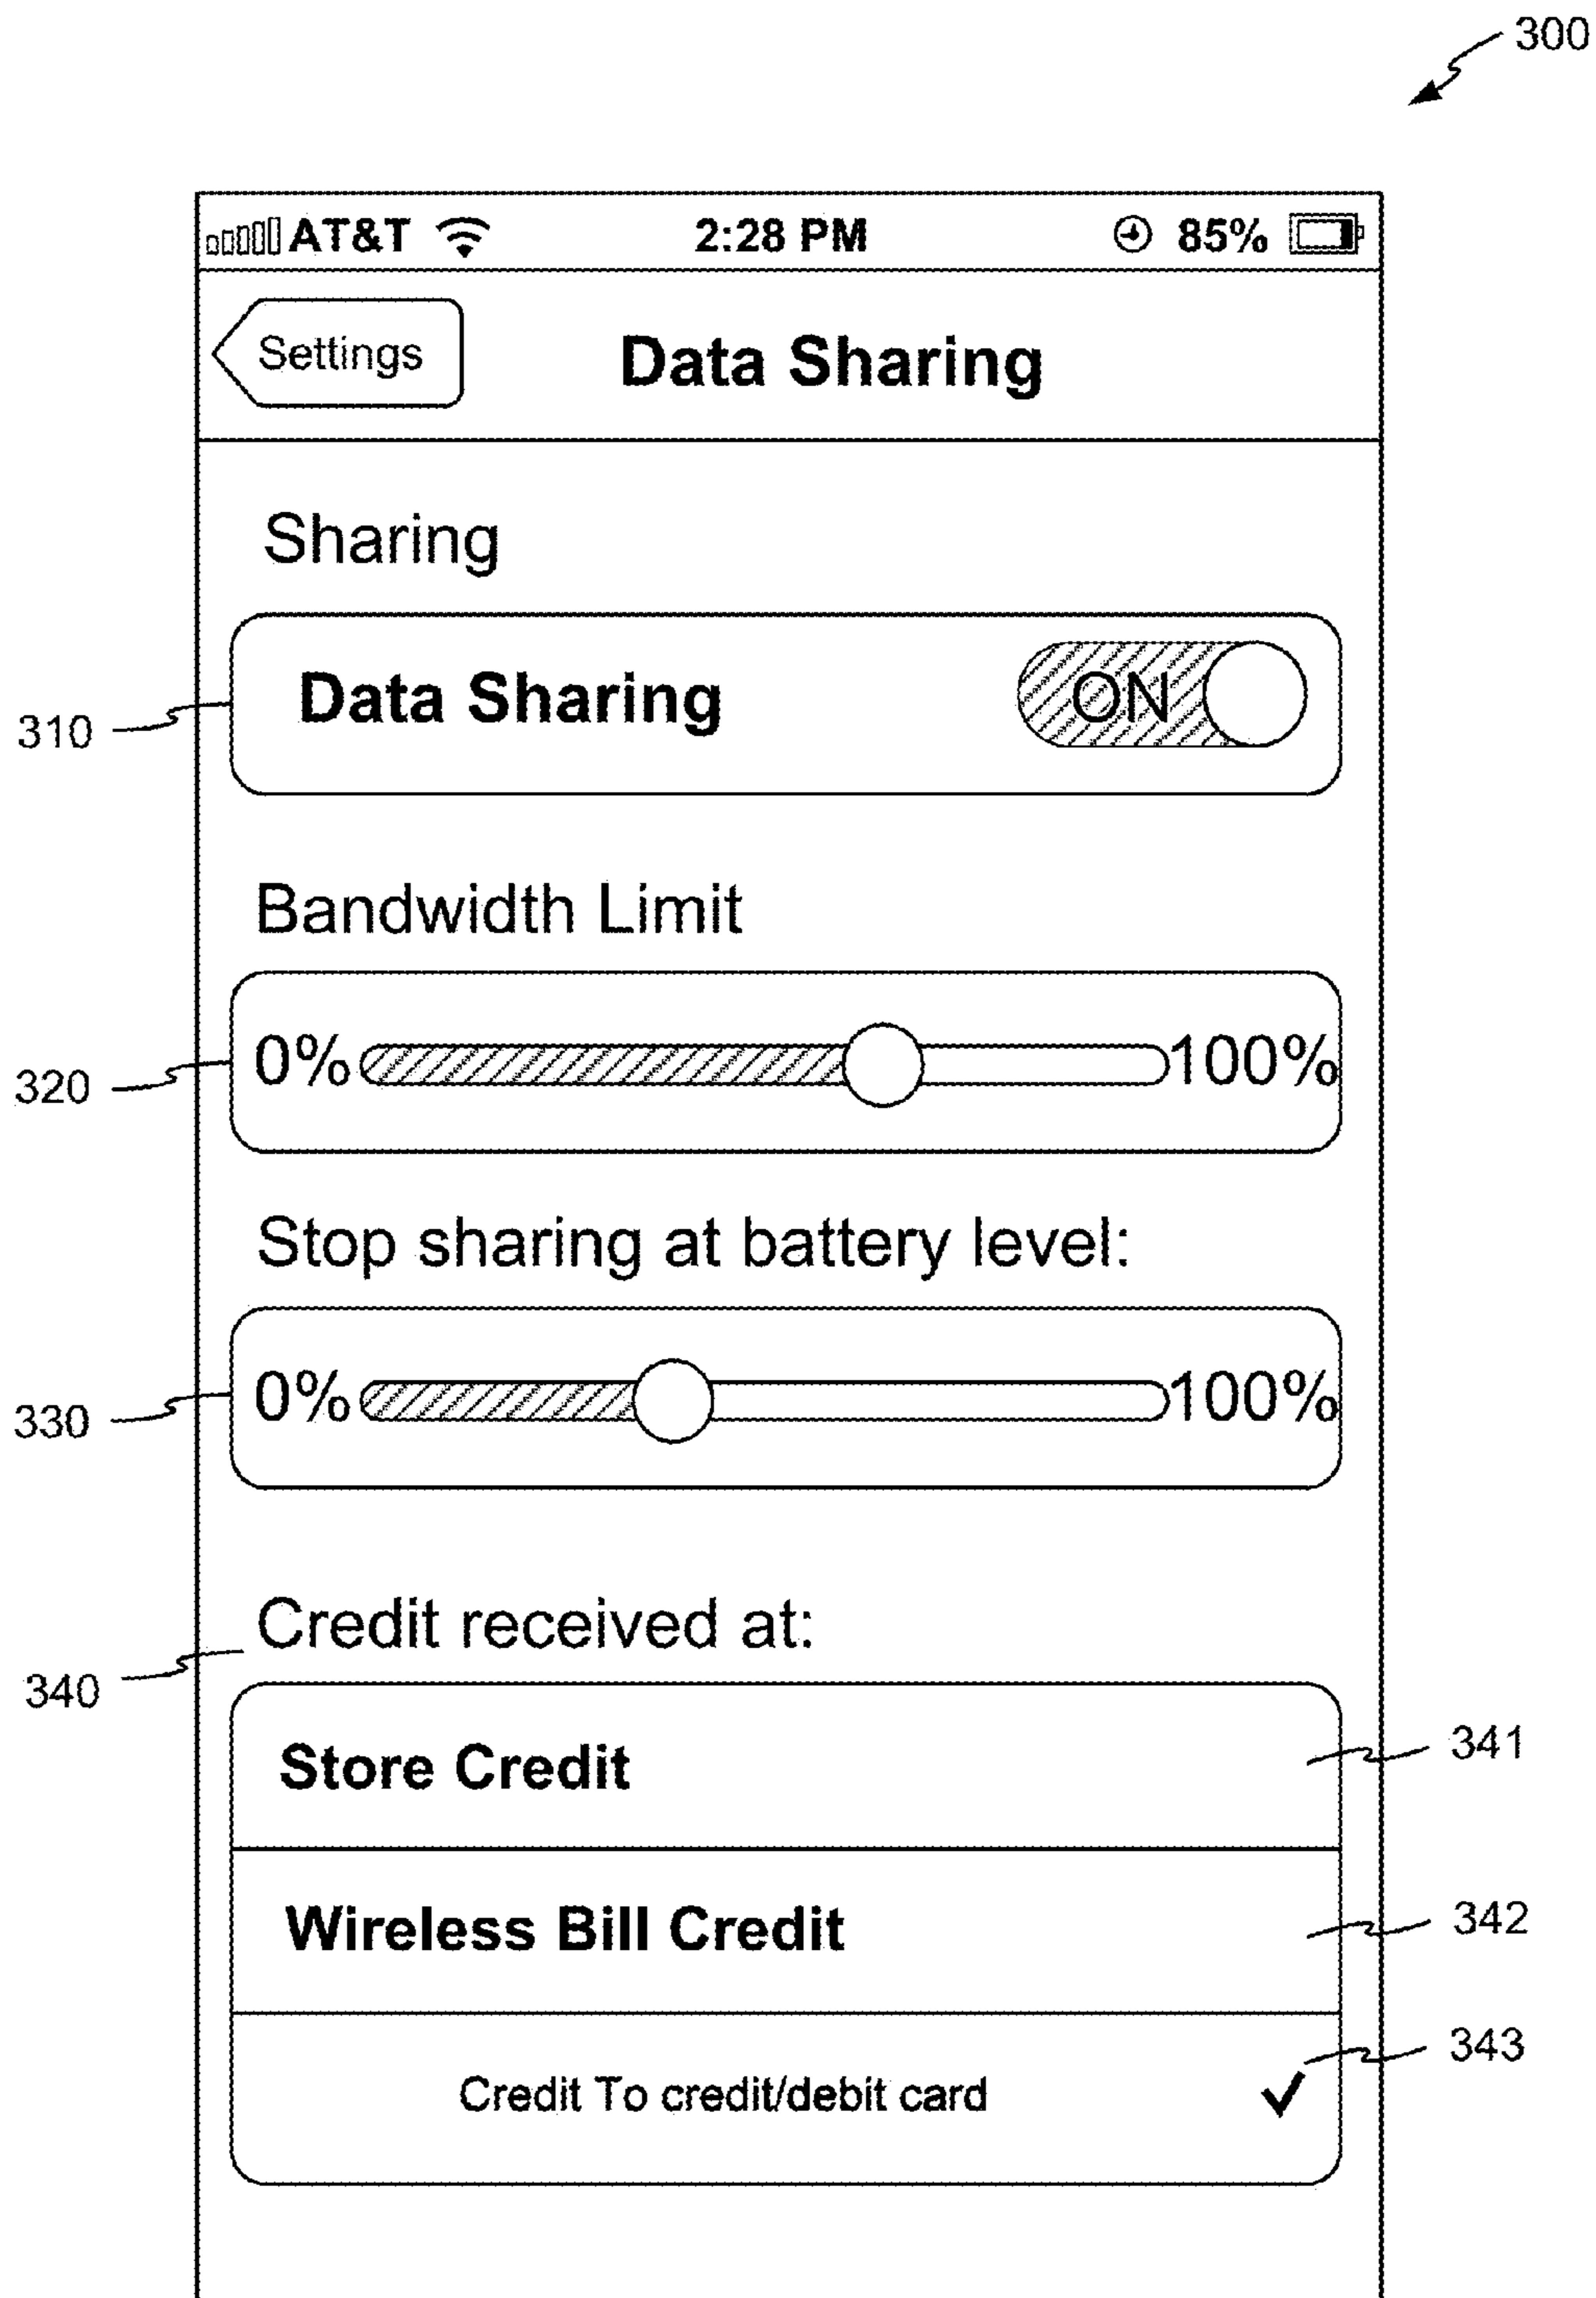 300
AT&T 2:28 PM 85%
Settings Data Sharing
Sharing
310 Data Sharing ON
Bandwidth Limit
320 0% 100%
Stop sharing at battery level:
330 0% 100%
Credit received at:
340
Store Credit 341
Wireless Bill Credit 342
343
Credit To credit/debit card